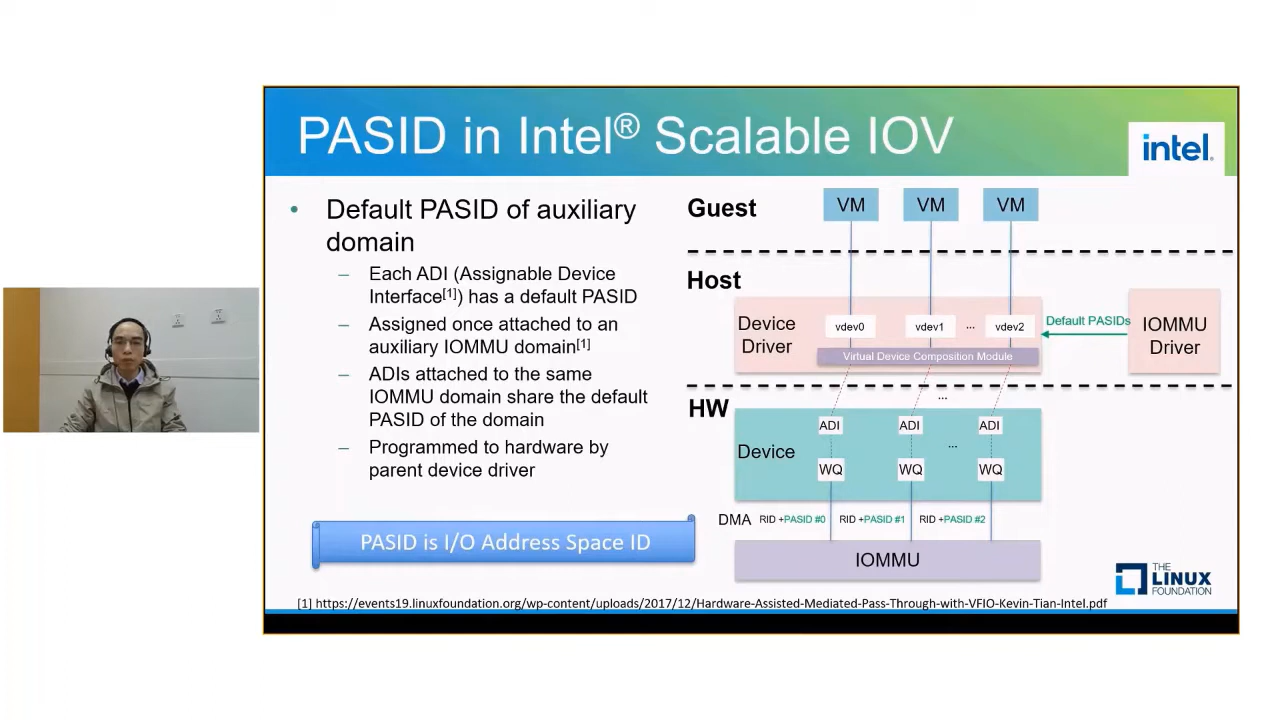 PASID in Intel® Scalable IOV
intel.
• Default PASID of auxiliary
domain
– Each ADI (Assignable Device
Interface[1]) has a default PASID
– Assigned once attached to an
auxiliary IOMMU domain[1]
– ADIs attached to the same
IOMMU domain share the default
PASID of the domain
– Programmed to hardware by
parent device driver
PASID is I/O Address Space ID
Guest
VM VM VM
Host
Device
Driver
vdev0 vdev1 ... vdev2
Virtual Device Composition Module
Default PASIDs
IOMMU
Driver
HW
...
Device
ADI ADI ADI
...
WQ WQ WQ
DMA RID +PASID #0 RID +PASID #1 RID +PASID #2
IOMMU
THE
LINUX
FOUNDATION
[1] https://events19.linuxfoundation.org/wp-content/uploads/2017/12/Hardware-Assisted-Mediated-Pass-Through-with-VFIO-Kevin-Tian-Intel.pdf